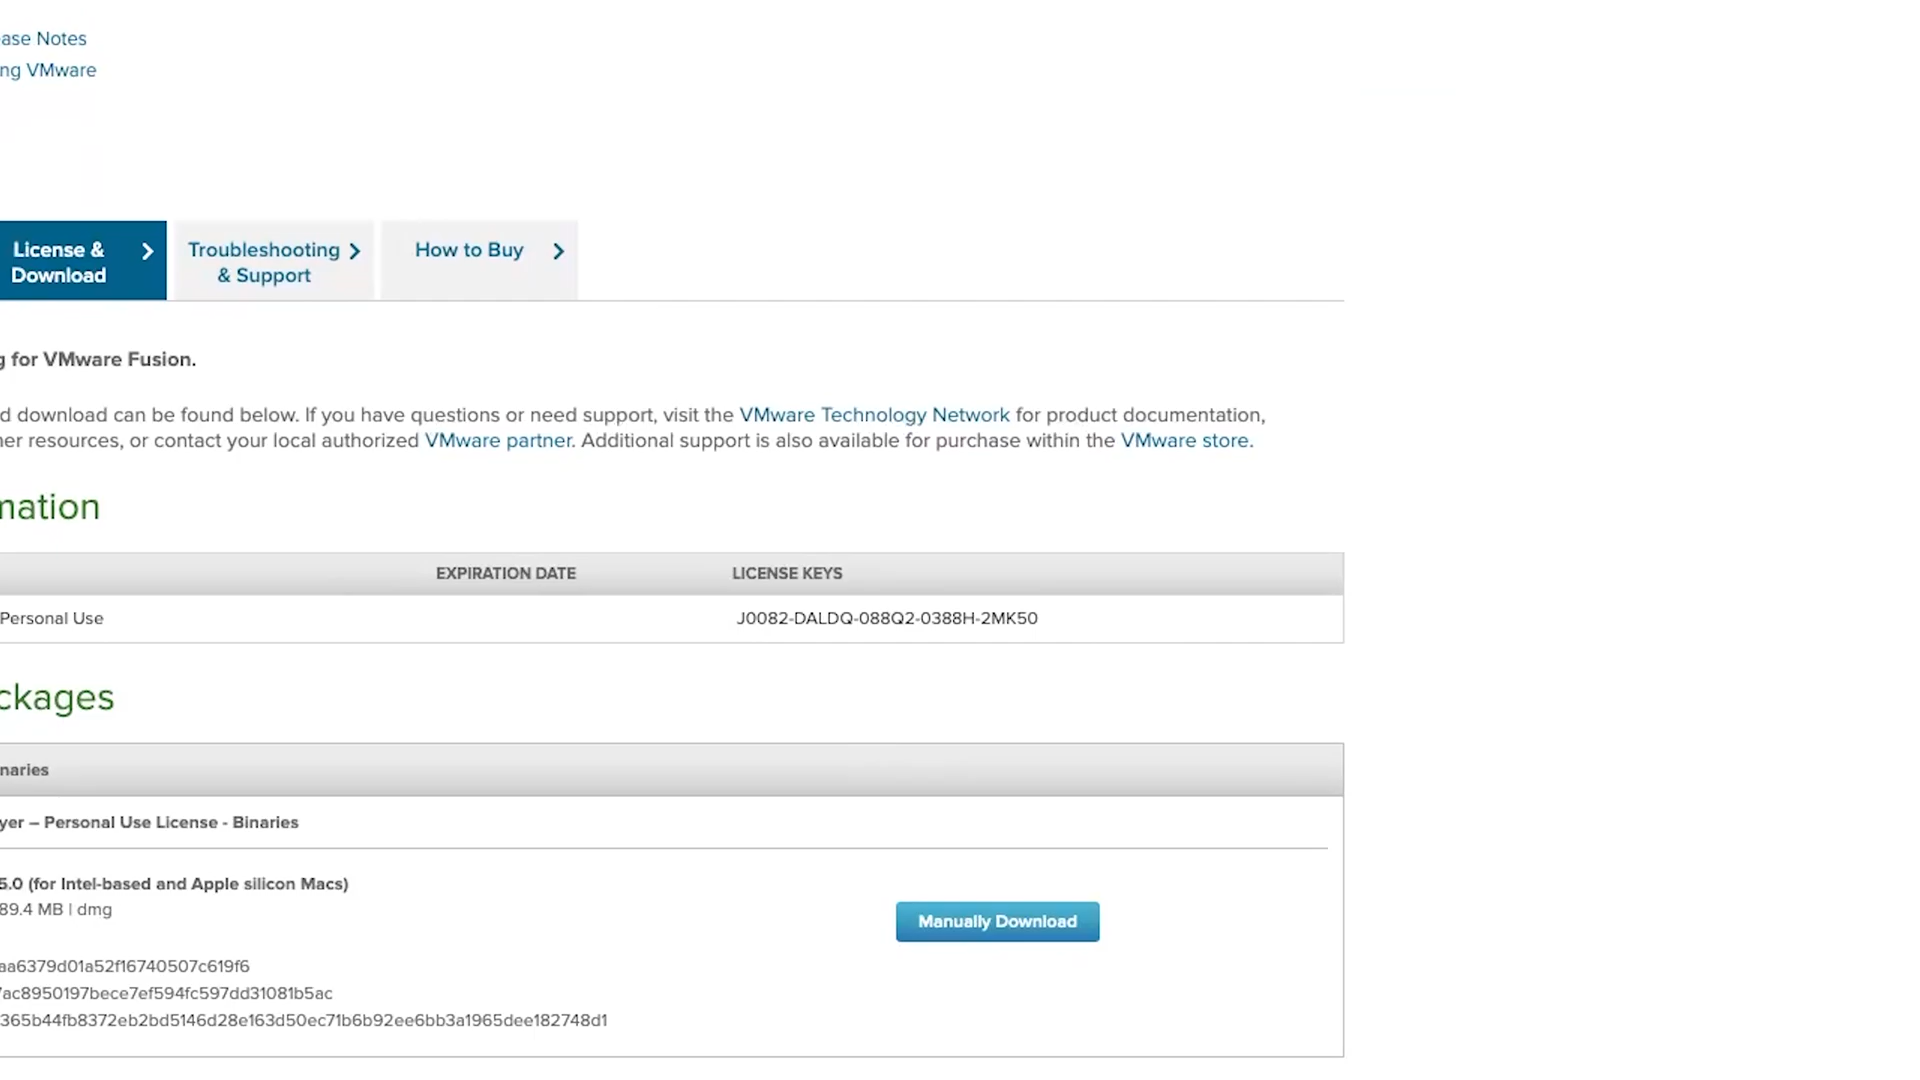 ase Notes
ng VMware
License & Download
Troubleshooting & Support
How to Buy
g for VMware Fusion.
d download can be found below. If you have questions or need support, visit the VMware Technology Network for product documentation,
ner resources, or contact your local authorized VMware partner. Additional support is also available for purchase within the VMware store.
mation
EXPIRATION DATE LICENSE KEYS
Personal Use J0082-DALDQ-088Q2-0388H-2MK50
ckages
naries
yer – Personal Use License - Binaries
5.0 (for Intel-based and Apple silicon Macs)
89.4 MB | dmg
Manually Download
aa6379d01a52f16740507c619f6
7ac8950197bece7ef594fc597dd31081b5ac
365b44fb8372eb2bd5146d28e163d50ec71b6b92ee6bb3a1965dee182748d1